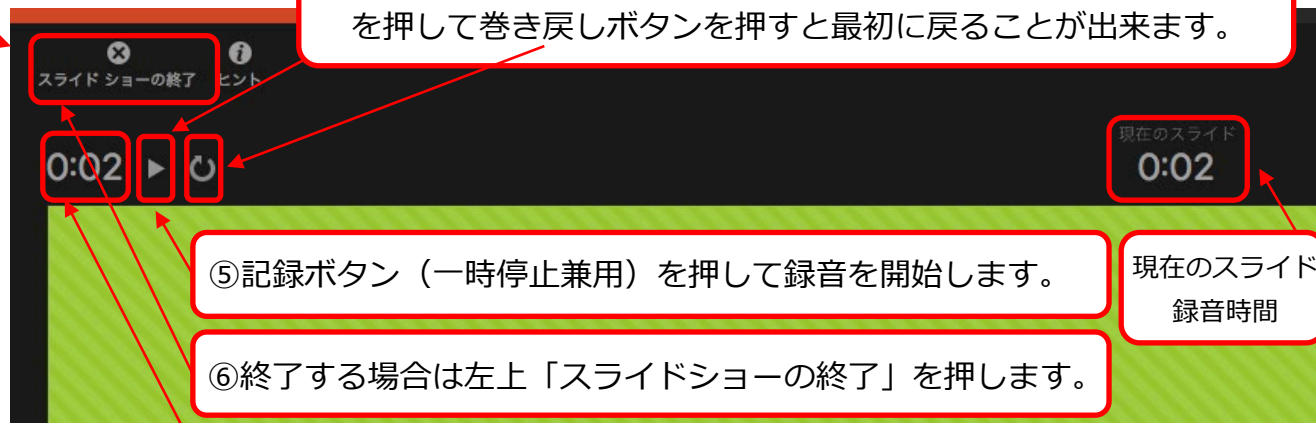 を押して巻き戻しボタンを押すと最初に戻ることが出来ます。
スライド ショーの終了 ヒント
0:02
現在のスライド
0:02
⑤記録ボタン（一時停止兼用）を押して録音を開始します。
現在のスライド
録音時間
⑥終了する場合は左上「スライドショーの終了」を押します。